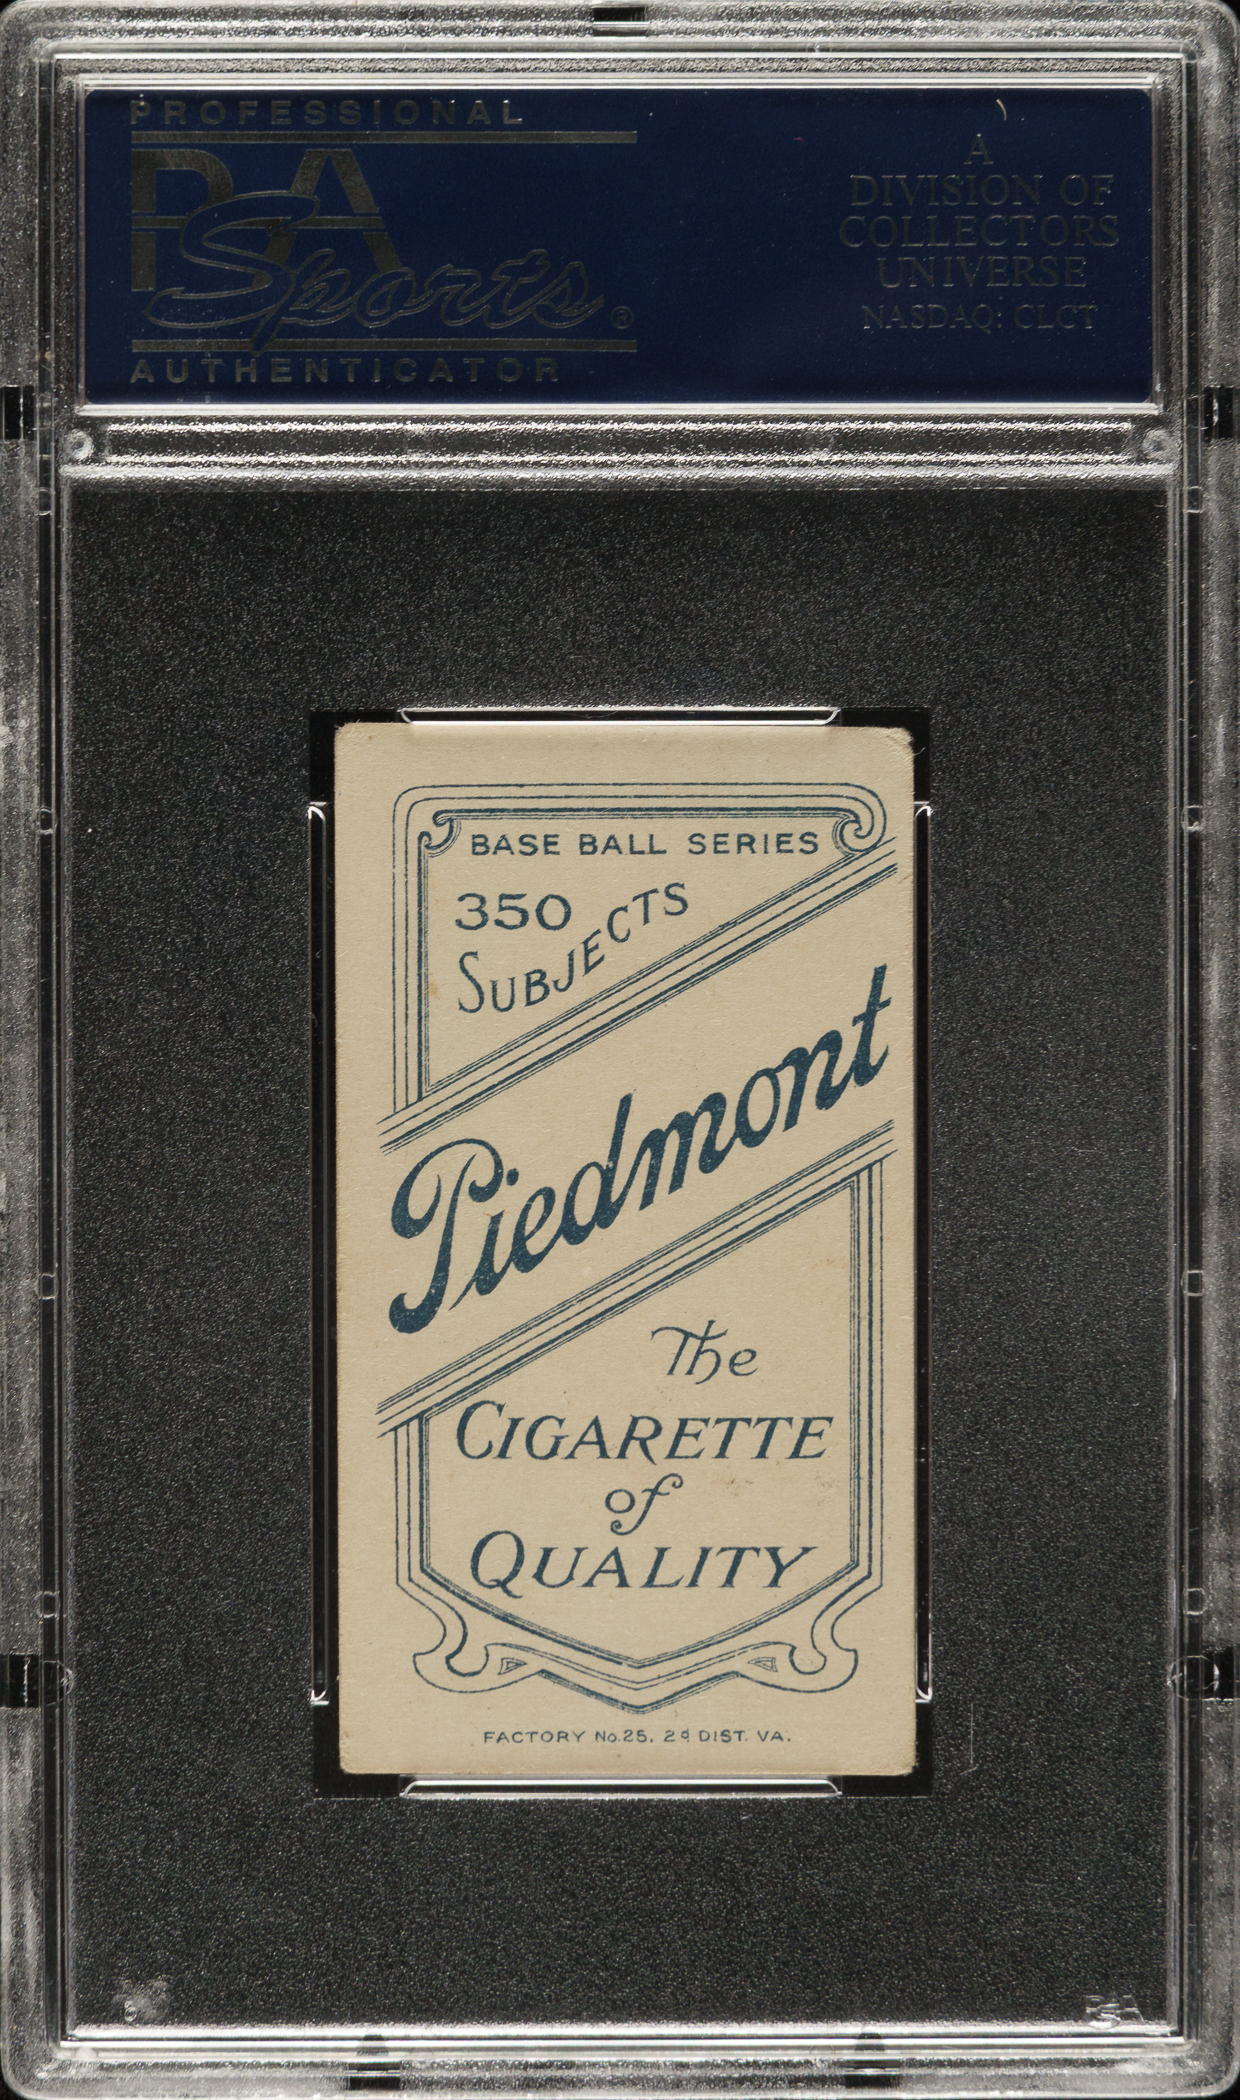 PROFESSIONAL
PSA
Sports®
AUTHENTICATOR
A
DIVISION OF
COLLECTORS
UNIVERSE
NASDAQ: CLCT
BASE BALL SERIES
350
SUBJECTS
Piedmont
The
CIGARETTE
of
QUALITY
FACTORY No. 25, 2d DIST. VA.
PSA